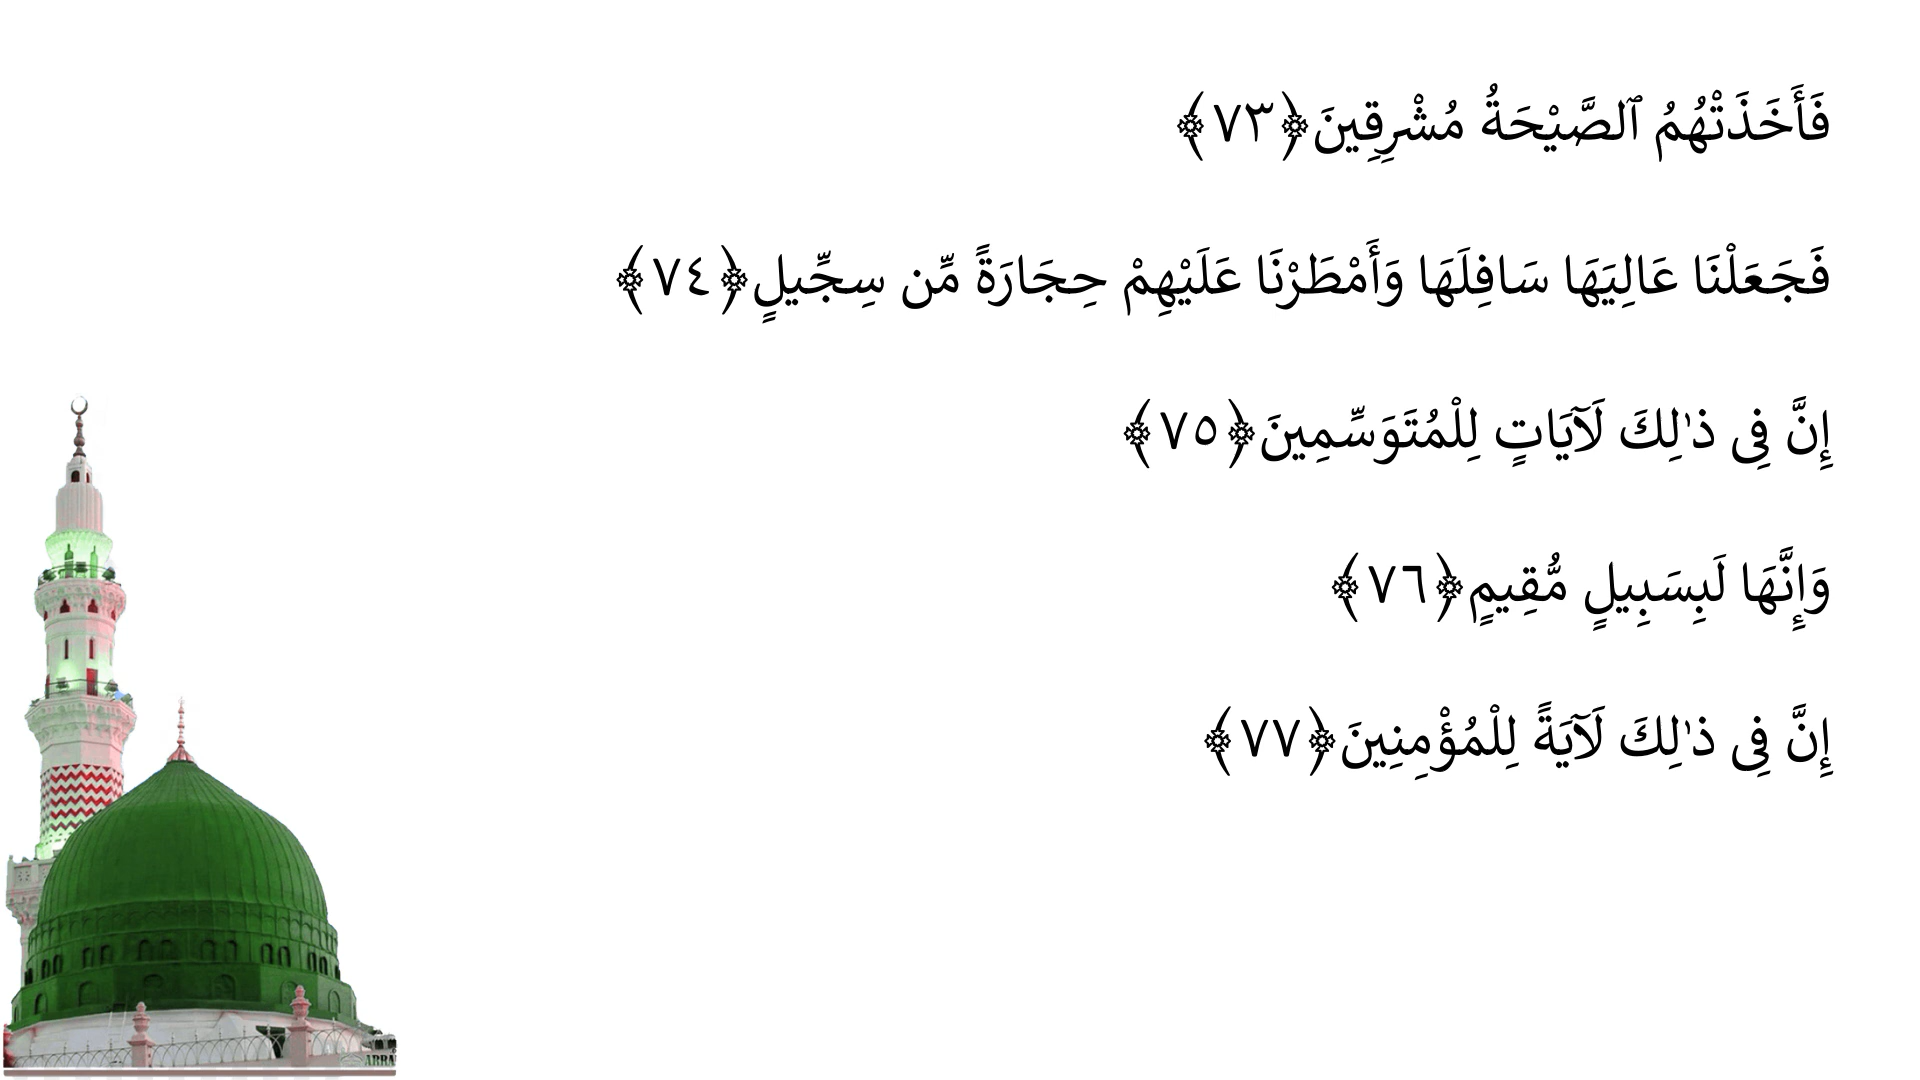 فَأَخَذَتْهُمُ ٱلصَّيْحَةُ مُشْرِقِينَ ﴿٧٣﴾
فَجَعَلْنَا عَالِيَهَا سَافِلَهَا وَأَمْطَرْنَا عَلَيْهِمْ حِجَارَةً مِّن سِجِّيلٍ ﴿٧٤﴾
إِنَّ فِى ذٰلِكَ لَآيَاتٍ لِلْمُتَوَسِّمِينَ ﴿٧٥﴾
وَإِنَّهَا لَبِسَبِيلٍ مُّقِيمٍ ﴿٧٦﴾
إِنَّ فِى ذٰلِكَ لَآيَةً لِلْمُؤْمِنِينَ ﴿٧٧﴾